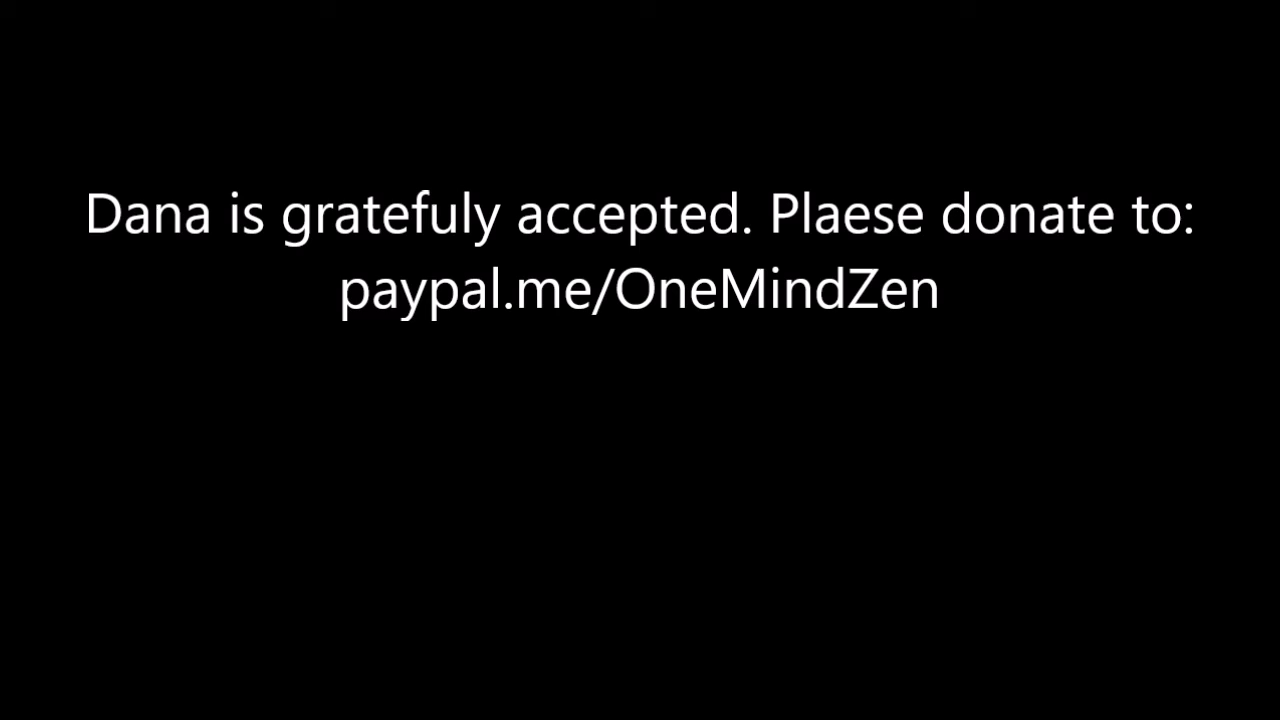 Dana is gratefuly accepted. Plaese donate to:
paypal.me/OneMindZen